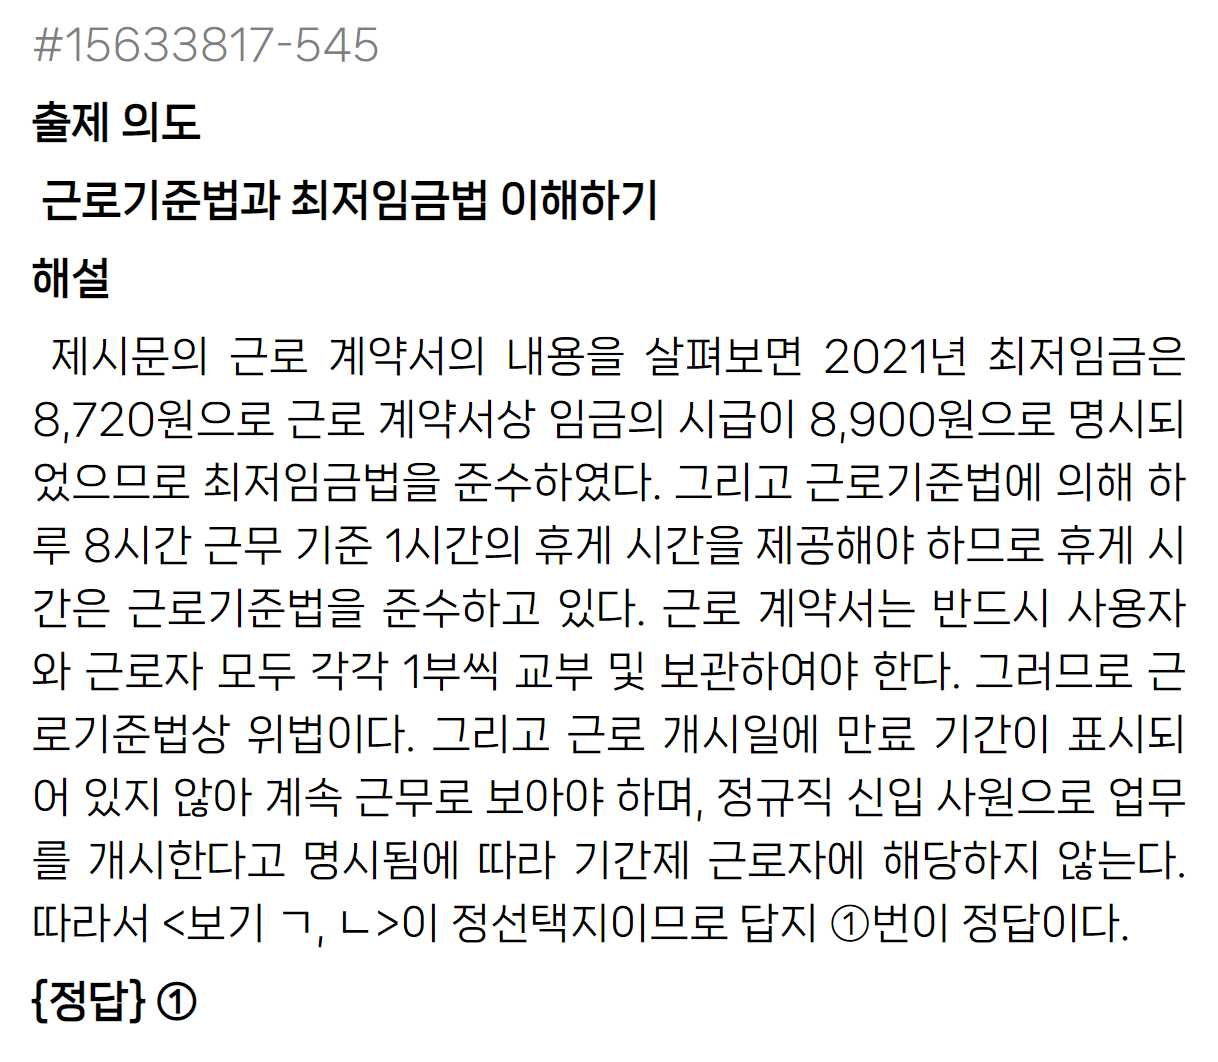 #15633817-545
출제 의도
근로기준법과 최저임금법 이해하기
해설
제시문의 근로 계약서의 내용을 살펴보면 2021년 최저임금은
8,720원으로 근로 계약서상 임금의 시급이 8,900원으로 명시되
었으므로 최저임금법을 준수하였다. 그리고 근로기준법에 의해 하
루 8시간 근무 기준 1시간의 휴게 시간을 제공해야 하므로 휴게 시
간은 근로기준법을 준수하고 있다. 근로 계약서는 반드시 사용자
와 근로자 모두 각각 1부씩 교부 및 보관하여야 한다. 그러므로 근
로기준법상 위법이다. 그리고 근로 개시일에 만료 기간이 표시되
어 있지 않아 계속 근무로 보아야 하며, 정규직 신입 사원으로 업무
를 개시한다고 명시됨에 따라 기간제 근로자에 해당하지 않는다.
따라서 <보기 ㄱ, ㄴ>이 정선택지이므로 답지 ①번이 정답이다.
{정답} ①